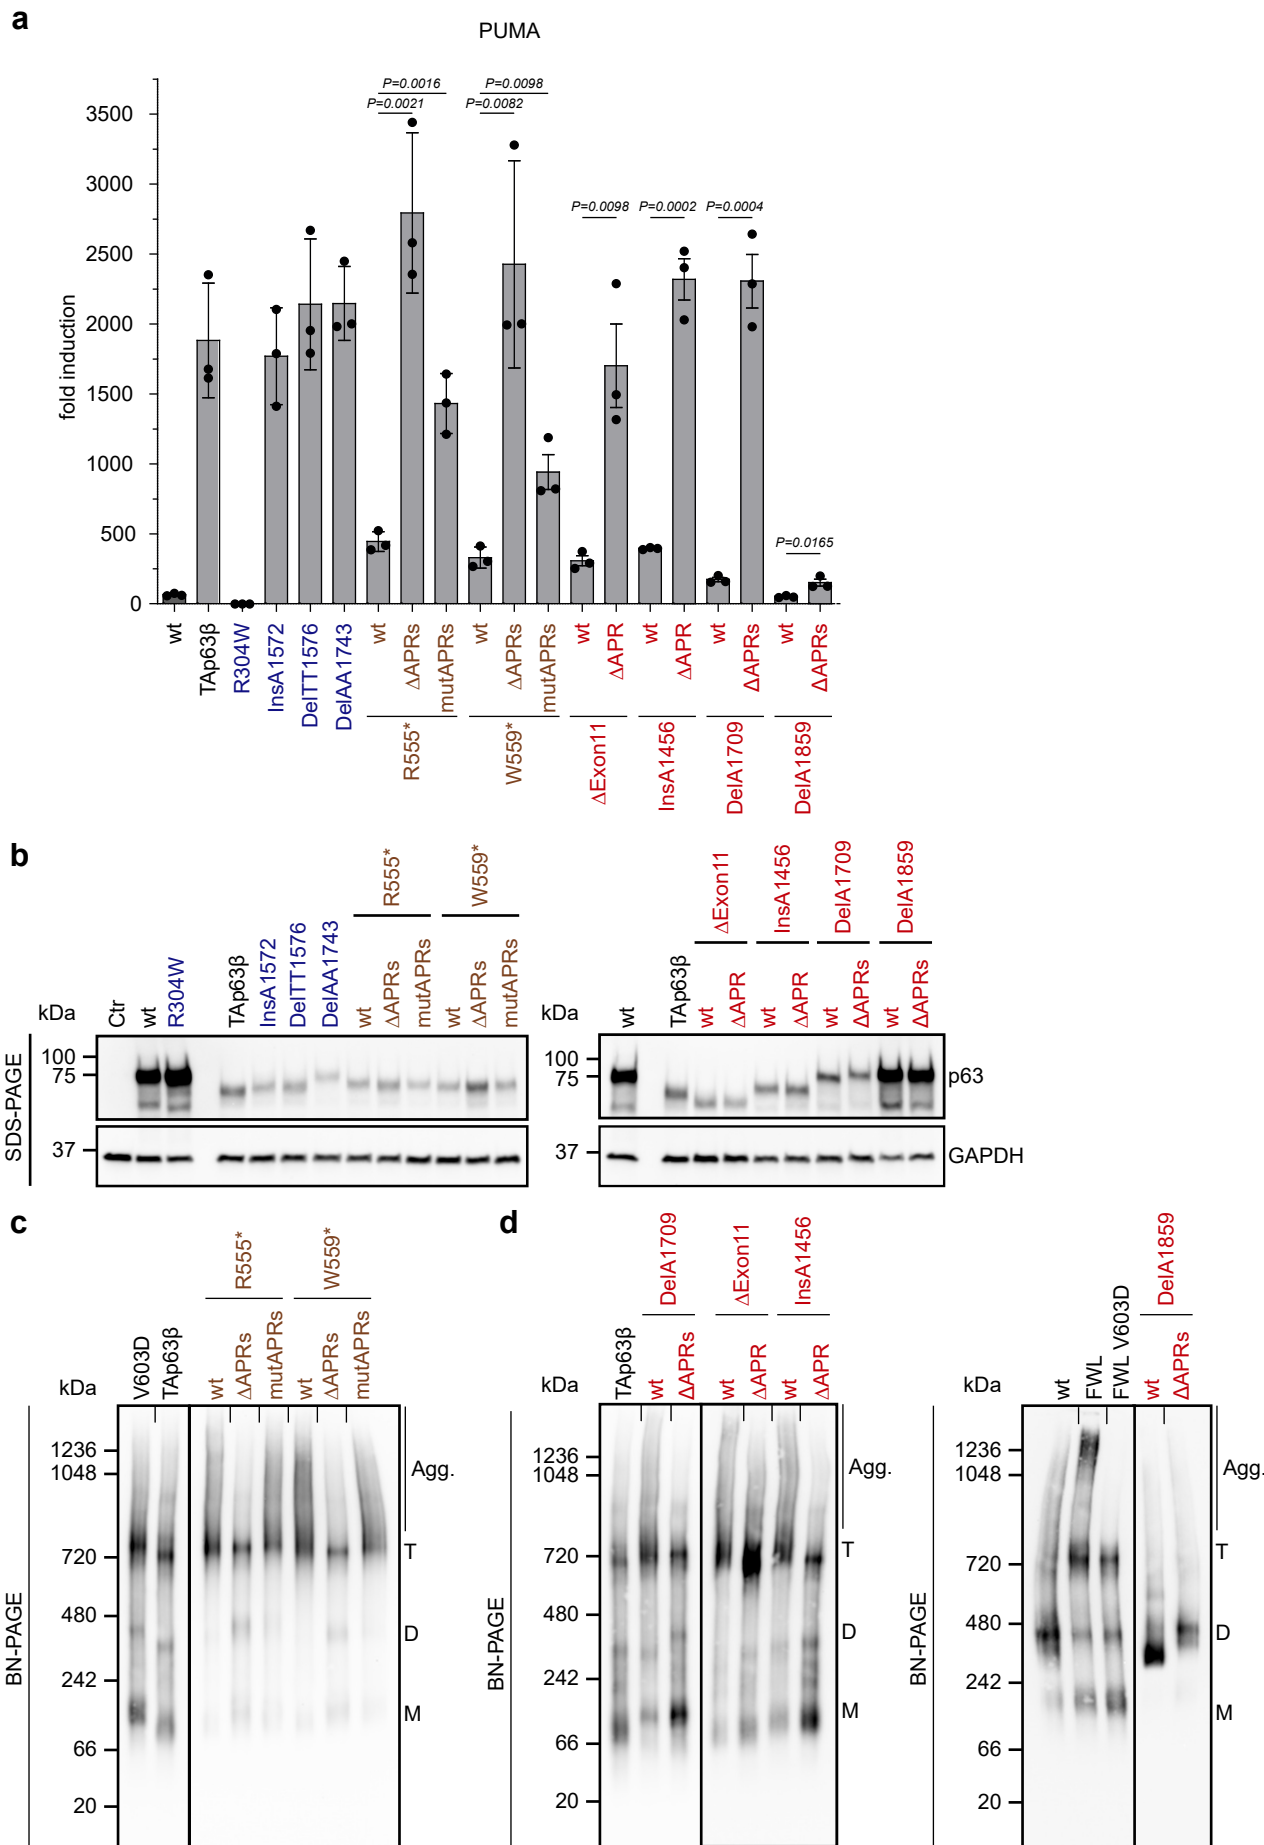 a
PUMA
fold induction
3500
3000
2500
2000
1500
1000
500
0
P=0.0016
P=0.0098
P=0.0021
P=0.0082
P=0.0098
P=0.0002
P=0.0004
P=0.0165
wt
TAp63β
R304W
InsA1572
DelTT1576
DelAA1743
wt
ΔAPRs
mutAPRs
wt
ΔAPRs
mutAPRs
wt
ΔAPR
wt
ΔAPR
wt
ΔAPRs
wt
ΔAPRs
R555*
W559*
ΔExon11
InsA1456
DelA1709
DelA1859
b
SDS-PAGE
R555*
W559*
kDa
Ctr
wt
R304W
TAp63β
InsA1572
DelTT1576
DelAA1743
wt
ΔAPRs
mutAPRs
wt
ΔAPRs
mutAPRs
100
75
37
ΔExon11
InsA1456
DelA1709
DelA1859
kDa
wt
TAp63β
wt
ΔAPR
wt
ΔAPR
wt
ΔAPRs
wt
ΔAPRs
100
75
37
p63
GAPDH
c
BN-PAGE
R555*
W559*
kDa
V603D
TAp63β
wt
ΔAPRs
mutAPRs
wt
ΔAPRs
mutAPRs
1236
1048
720
480
242
66
20
Agg.
T
D
M
d
BN-PAGE
DelA1709
ΔExon11
InsA1456
kDa
TAp63β
wt
ΔAPRs
wt
ΔAPR
wt
ΔAPR
1236
1048
720
480
242
66
20
Agg.
T
D
M
BN-PAGE
DelA1859
kDa
wt
FWL
FWL V603D
wt
ΔAPRs
1236
1048
720
480
242
66
20
Agg.
T
D
M